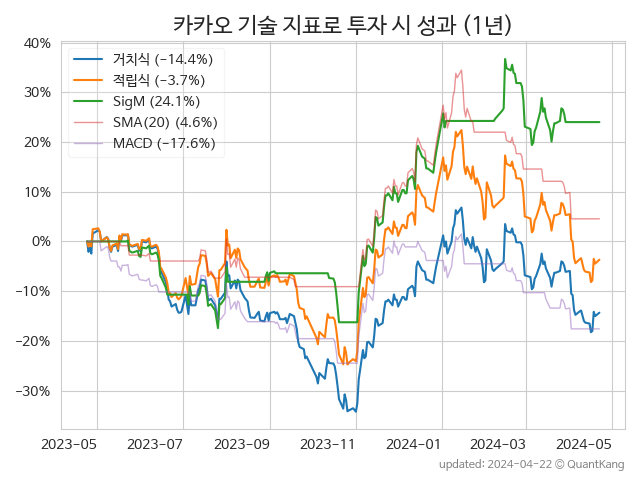 카카오 기술 지표로 투자 시 성과 (1년)
거치식 (−14.4%)
적립식 (−3.7%)
SigM (24.1%)
SMA(20) (4.6%)
MACD (−17.6%)
40%
30%
20%
10%
0%
−10%
−20%
−30%
2023-05 2023-07 2023-09 2023-11 2024-01 2024-03 2024-05
updated: 2024-04-22 © QuantKang